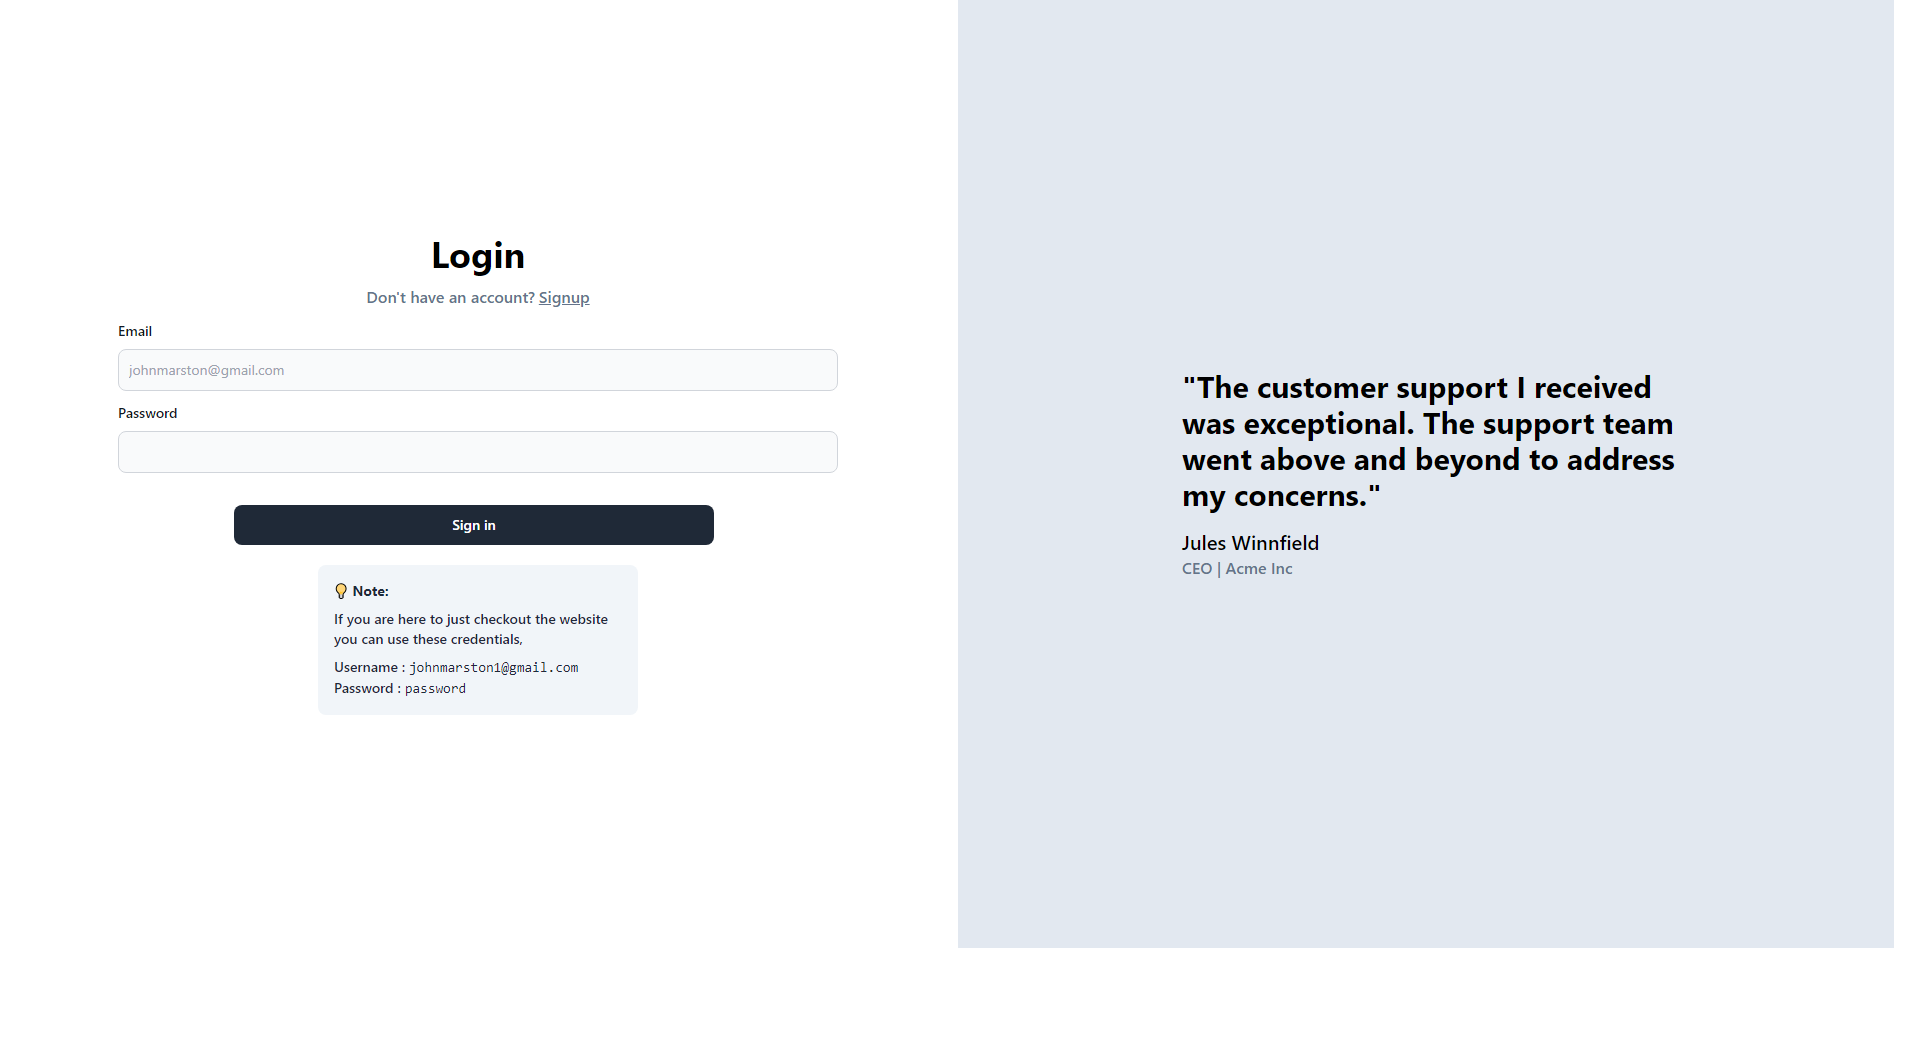 Login
Don't have an account? Signup
Email
johnmarston@gmail.com
Password
Sign in
Note:
If you are here to just checkout the website
you can use these credentials,
Username : johnmarston1@gmail.com
Password : password
"The customer support I received
was exceptional. The support team
went above and beyond to address
my concerns."
Jules Winnfield
CEO | Acme Inc